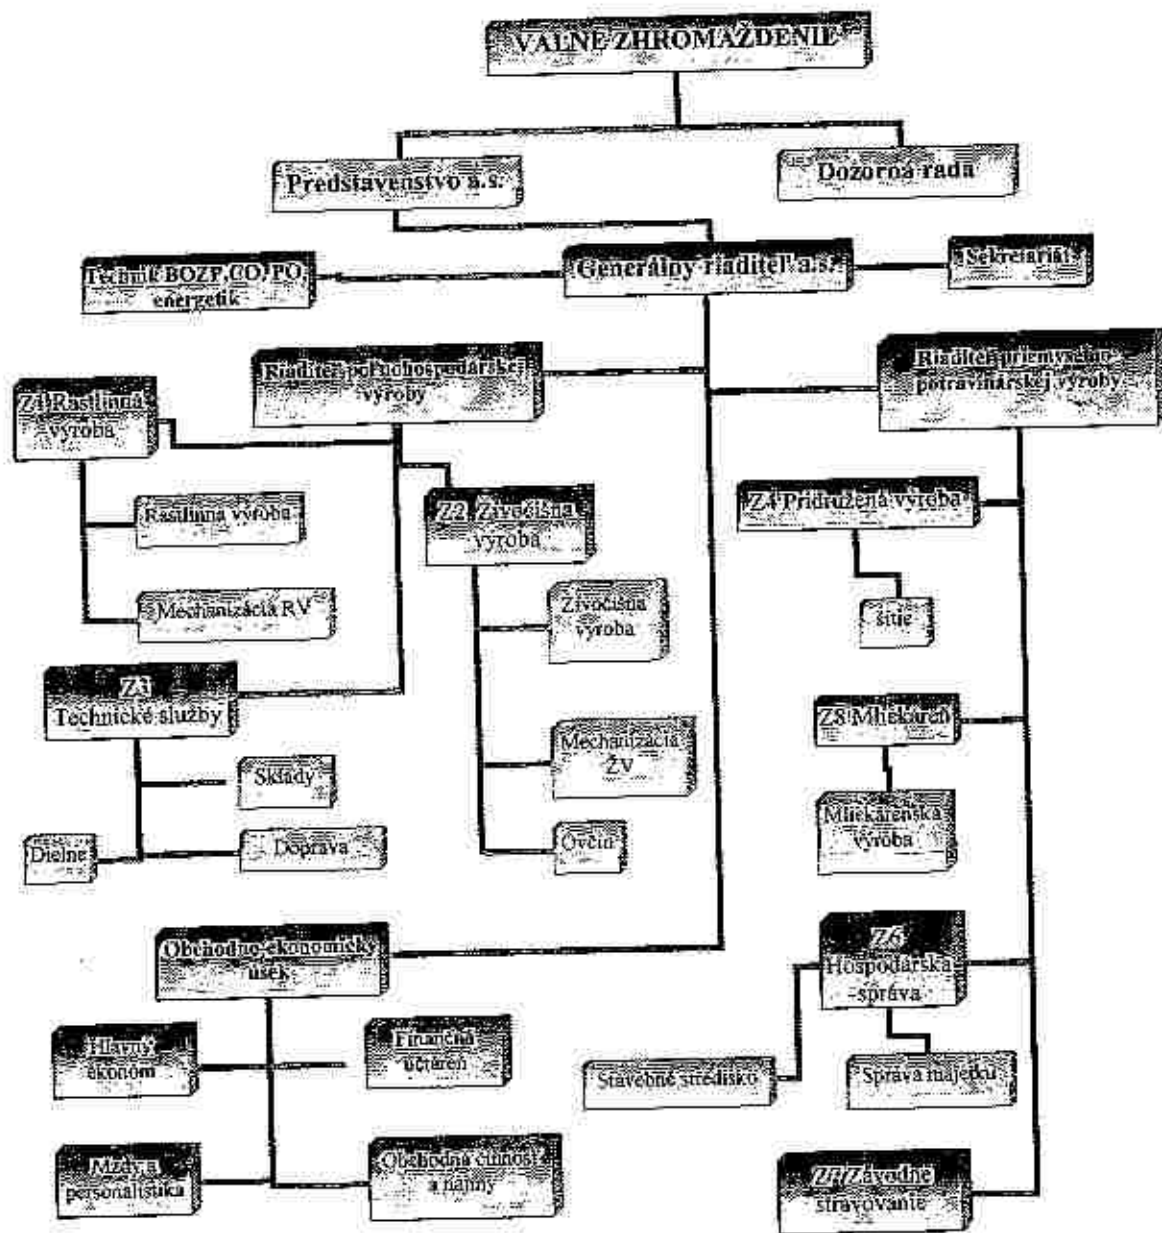 VALNÉ ZHROMAŽDENIE
Predstavenstvo a.s.
Dozorná rada
Technik BOZP, CO, PO,
energetik
Generálny riaditeľ a.s.
Sekretariát
Riaditeľ poľnohospodárskej
výroby
Riaditeľ priemyselno
potravinárskej výroby
Z1 Rastlinná
výroba
Rastlinná výroba
Mechanizácia RV
Z2 Živočíšna
výroba
Živočíšna
výroba
Mechanizácia
ŽV
Ovčín
Z3
Technické služby
Sklady
Dielne
Doprava
Z4 Pridružená výroba
šitie
Z8 Mliekáreň
Mliekárenská
výroba
Obchodno-ekonomický
úsek
Hlavný
ekonóm
Finančná
účtáreň
Mzdy a
personalistika
Obchodná činnosť
a nájmy
Z6
Hospodárska
správa
Stavebné stredisko
Správa majetku
Z7 Závodné
stravovanie